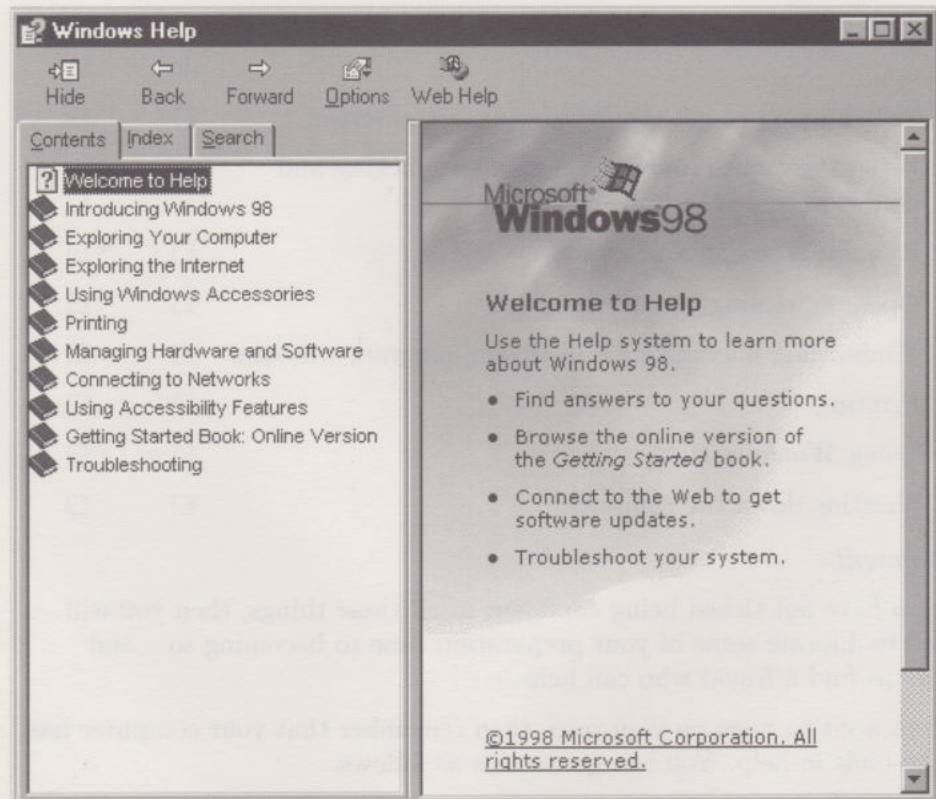 Windows Help
Hide Back Forward Options Web Help
Contents Index Search
Welcome to Help
Introducing Windows 98
Exploring Your Computer
Exploring the Internet
Using Windows Accessories
Printing
Managing Hardware and Software
Connecting to Networks
Using Accessibility Features
Getting Started Book: Online Version
Troubleshooting
Microsoft®
Windows98
Welcome to Help
Use the Help system to learn more
about Windows 98.
• Find answers to your questions.
• Browse the online version of
the Getting Started book.
• Connect to the Web to get
software updates.
• Troubleshoot your system.
©1998 Microsoft Corporation. All
rights reserved.